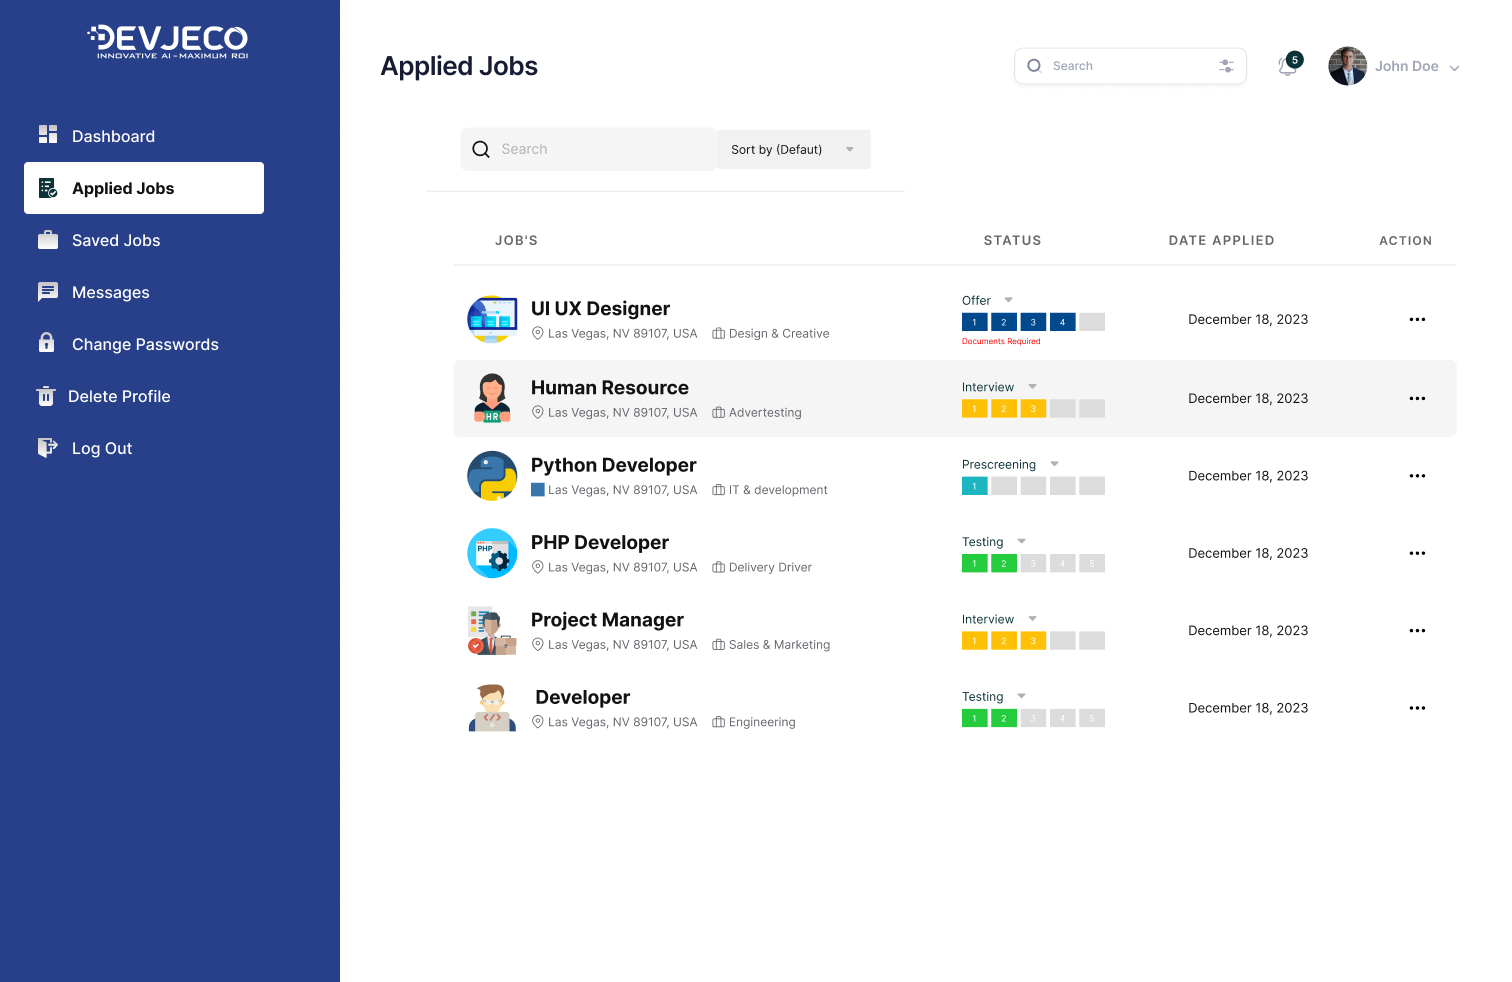 DEVJECO
INNOVATIVE AI-MAXIMUM ROI
Dashboard
Applied Jobs
Saved Jobs
Messages
Change Passwords
Delete Profile
Log Out
Applied Jobs
Search
5
John Doe
Search
Sort by (Defaut)
JOB'S STATUS DATE APPLIED ACTION
UI UX Designer
Las Vegas, NV 89107, USA Design & Creative
Offer
1 2 3 4
Documents Required
December 18, 2023
Human Resource
HR
Las Vegas, NV 89107, USA Advertesting
Interview
1 2 3
December 18, 2023
Python Developer
Las Vegas, NV 89107, USA IT & development
Prescreening
1
December 18, 2023
PHP Developer
PHP
Las Vegas, NV 89107, USA Delivery Driver
Testing
1 2 3 4 5
December 18, 2023
Project Manager
Las Vegas, NV 89107, USA Sales & Marketing
Interview
1 2 3
December 18, 2023
Developer
</>
Las Vegas, NV 89107, USA Engineering
Testing
1 2 3 4 5
December 18, 2023